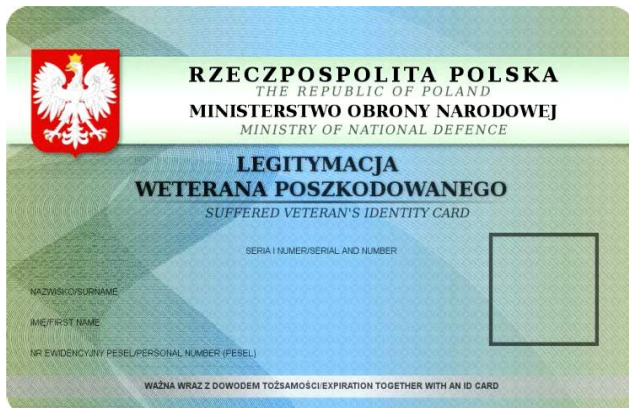 RZECZPOSPOLITA POLSKA
THE REPUBLIC OF POLAND
MINISTERSTWO OBRONY NARODOWEJ
MINISTRY OF NATIONAL DEFENCE
LEGITYMACJA
WETERANA POSZKODOWANEGO
SUFFERED VETERAN'S IDENTITY CARD
SERIA I NUMER/SERIAL AND NUMBER
NAZWISKO/SURNAME
IMIĘ/FIRST NAME
NR EWIDENCYJNY PESEL/PERSONAL NUMBER (PESEL)
WAŻNA WRAZ Z DOWODEM TOŻSAMOŚCI/EXPIRATION TOGETHER WITH AN ID CARD